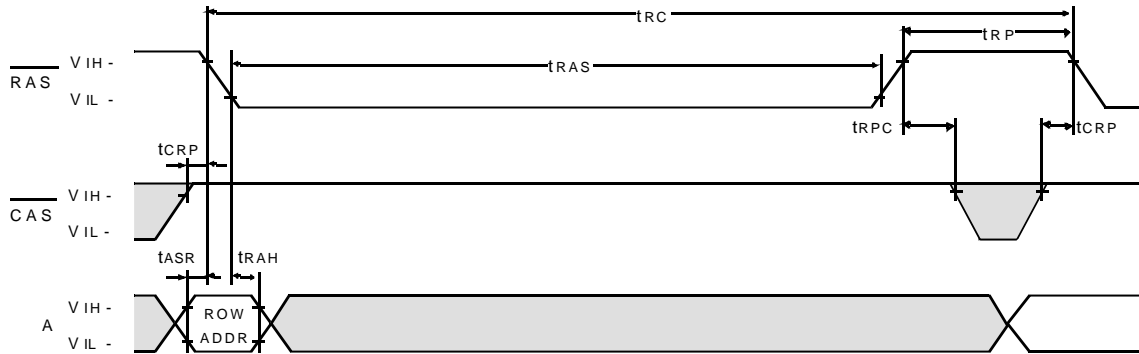 tRC
tRP
VIH-
RAS
tRAS
VIL-
tRPC
tCRP
tCRP
VIH-
CAS
VIL-
tASR
tRAH
VIH-
ROW
A
ADDR
VIL-